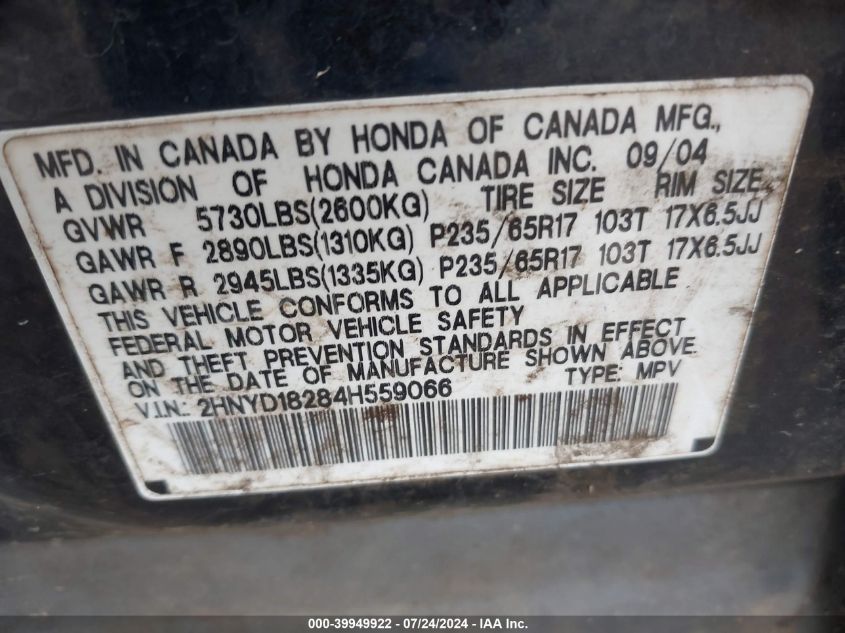 MFD. IN CANADA BY HONDA OF CANADA MFG.,
A DIVISION OF HONDA CANADA INC. 09/04
GVWR 5730LBS(2600KG) TIRE SIZE RIM SIZE
GAWR F 2890LBS(1310KG) P235/65R17 103T 17X6.5JJ
GAWR R 2945LBS(1335KG) P235/65R17 103T 17X6.5JJ
THIS VEHICLE CONFORMS TO ALL APPLICABLE
FEDERAL MOTOR VEHICLE SAFETY
AND THEFT PREVENTION STANDARDS IN EFFECT
ON THE DATE OF MANUFACTURE SHOWN ABOVE.
V.I.N.: 2HNYD18284H559066 TYPE: MPV
000-39949922 - 07/24/2024 - IAA Inc.